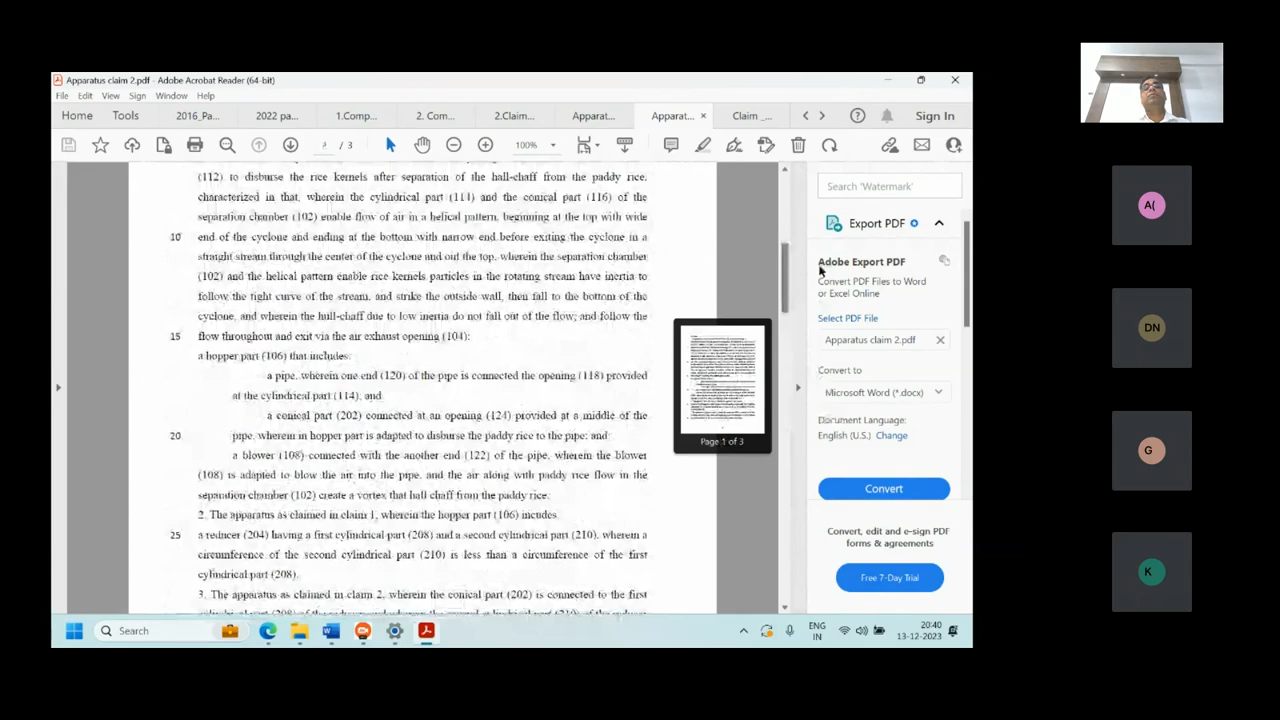 Apparatus claim 2.pdf - Adobe Acrobat Reader (64-bit)
File Edit View Sign Window Help
Home Tools 2016_Pa... 2022 pa... 1.Comp... 2. Com... 2.Claim... Apparat... Apparat... × Claim _... Sign In
/ 3 100%
(112) to disburse the rice kernels after separation of the hall-chaff from the paddy rice,
characterized in that, wherein the cylindrical part (114) and the conical part (116) of the
separation chamber (102) enable flow of air in a helical pattern, beginning at the top with wide
10 end of the cyclone and ending at the bottom with narrow end before exiting the cyclone in a
straight stream through the center of the cyclone and out the top, wherein the separation chamber
(102) and the helical pattern enable rice kernels particles in the rotating stream have inertia to
follow the tight curve of the stream, and strike the outside wall, then fall to the bottom of the
cyclone, and wherein the hull-chaff due to low inertia do not fall out of the flow; and follow the
15 flow throughout and exit via the air exhaust opening (104);
a hopper part (106) that includes:
a pipe, wherein one end (120) of the pipe is connected the opening (118) provided
at the cylindrical part (114); and
a conical part (202) connected at an opening (124) provided at a middle of the
20 pipe, wherein in hopper part is adapted to disburse the paddy rice to the pipe; and
a blower (108) connected with the another end (122) of the pipe, wherein the blower
(108) is adapted to blow the air into the pipe, and the air along with paddy rice flow in the
separation chamber (102) create a vortex that hall chaff from the paddy rice.
2. The apparatus as claimed in claim 1, wherein the hopper part (106) incudes
25 a reducer (204) having a first cylindrical part (208) and a second cylindrical part (210), wherein a
circumference of the second cylindrical part (210) is less than a circumference of the first
cylindrical part (208).
3. The apparatus as claimed in claim 2, wherein the conical part (202) is connected to the first
Page 1 of 3
Search 'Watermark'
Export PDF
Adobe Export PDF
Convert PDF Files to Word
or Excel Online
Select PDF File
Apparatus claim 2.pdf
Convert to
Microsoft Word (*.docx)
Document Language:
English (U.S.) Change
Convert
Convert, edit and e-sign PDF
forms & agreements
Free 7-Day Trial
Search
ENG
IN
20:40
13-12-2023
A(
DN
G
K